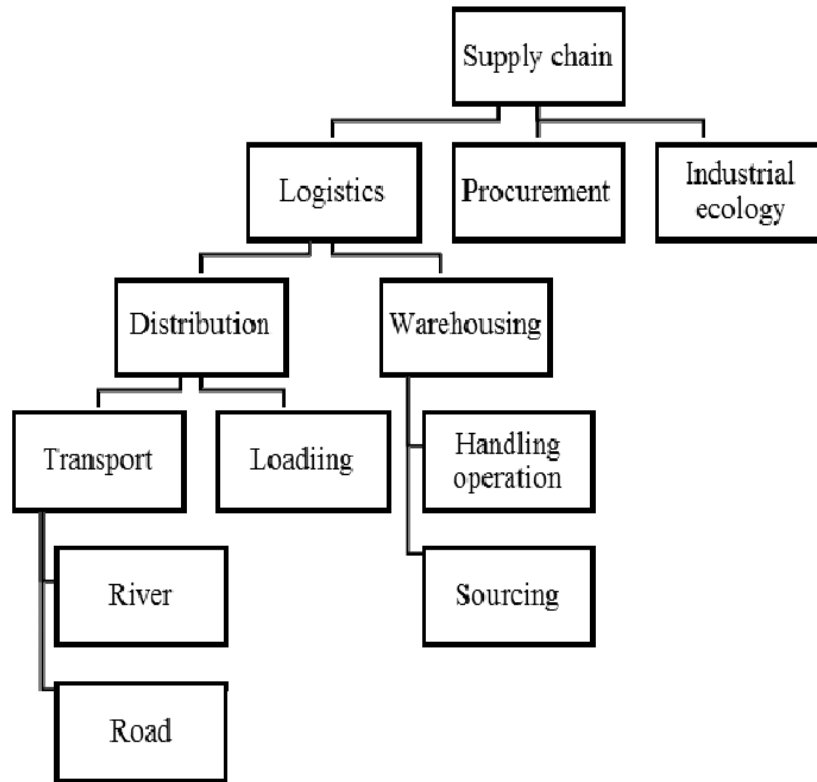 Supply chain
Logistics
Procurement
Industrial
ecology
Distribution
Warehousing
Transport
Loadiing
Handling
operation
River
Sourcing
Road